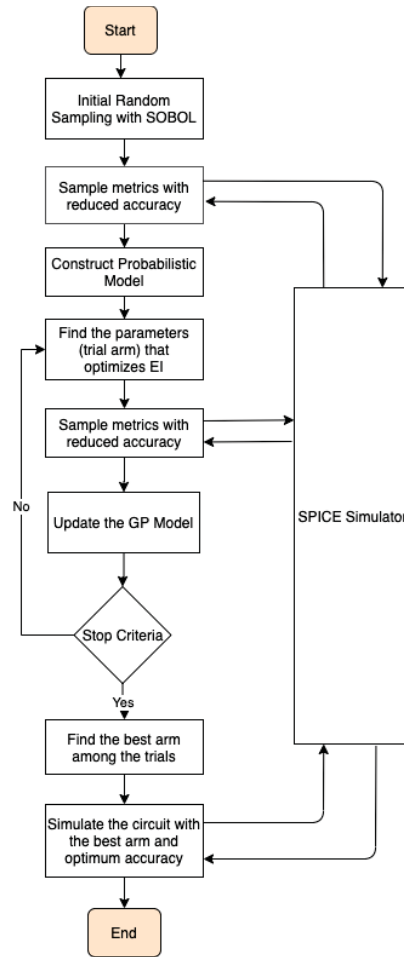 Start
Initial Random
Sampling with SOBOL
Sample metrics with
reduced accuracy
Construct Probabilistic
Model
Find the parameters
(trial arm) that
optimizes EI
Sample metrics with
reduced accuracy
No
SPICE Simulator
Update the GP Model
Stop Criteria
Yes
Find the best arm
among the trials
Simulate the circuit with
the best arm and
optimum accuracy
End